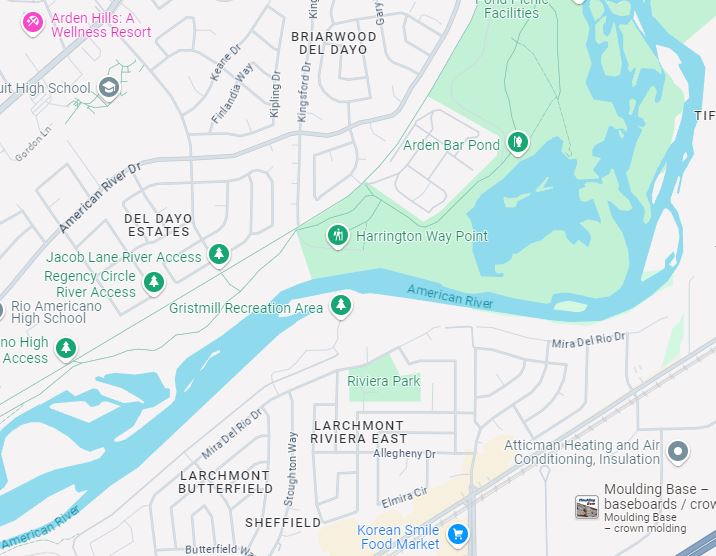 Pond Picnic
Facilities
Arden Hills: A
Wellness Resort
BRIARWOOD
DEL DAYO
Gary
King
Keane Dr
Finlandia Way
Kipling Dr
Kingsford Dr
uit High School
Gordon Ln
TIF
Arden Bar Pond
American River Dr
DEL DAYO
ESTATES
Harrington Way Point
Jacob Lane River Access
Regency Circle
River Access
Rio Americano
High School
Gristmill Recreation Area
American River
no High
Access
Mira Del Rio Dr
Riviera Park
Mira Del Rio Dr
LARCHMONT
RIVIERA EAST
Stoughton Way
Allegheny Dr
Atticman Heating and Air
Conditioning, Insulation
LARCHMONT
BUTTERFIELD
Elmira Cir
Moulding Base –
baseboards / crow
Moulding Base
– crown molding
American River
SHEFFIELD
Korean Smile
Food Market
Butterfield Wa